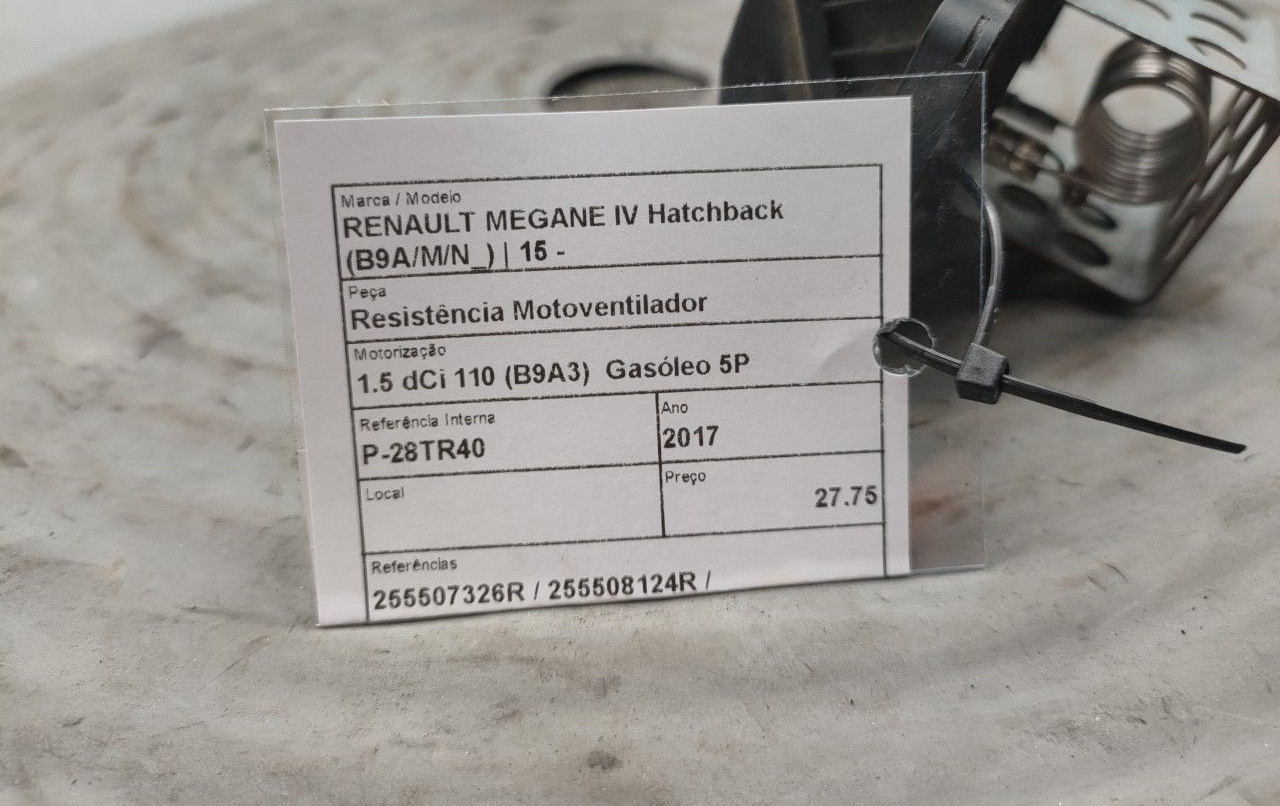 Marca / Modelo
RENAULT MEGANE IV Hatchback
(B9A/M/N_) | 15 -
Peça
Resistência Motoventilador
Motorização
1.5 dCi 110 (B9A3)  Gasóleo 5P
Referência Interna
P-28TR40
Ano
2017
Local
Preço
27.75
Referências
255507326R / 255508124R /